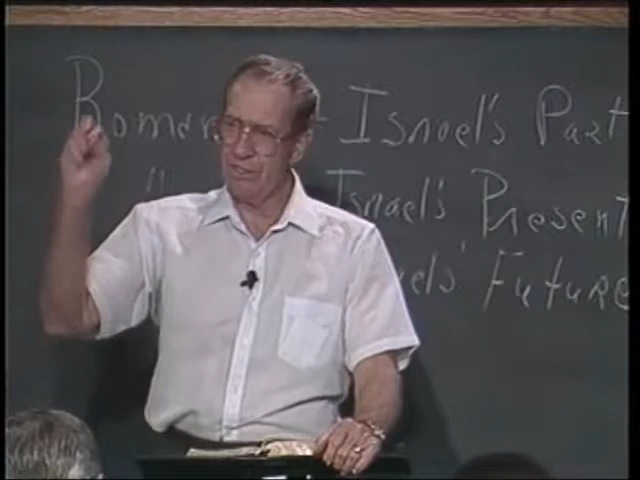 Roman - Israel's Past
" Israel's Present
Future